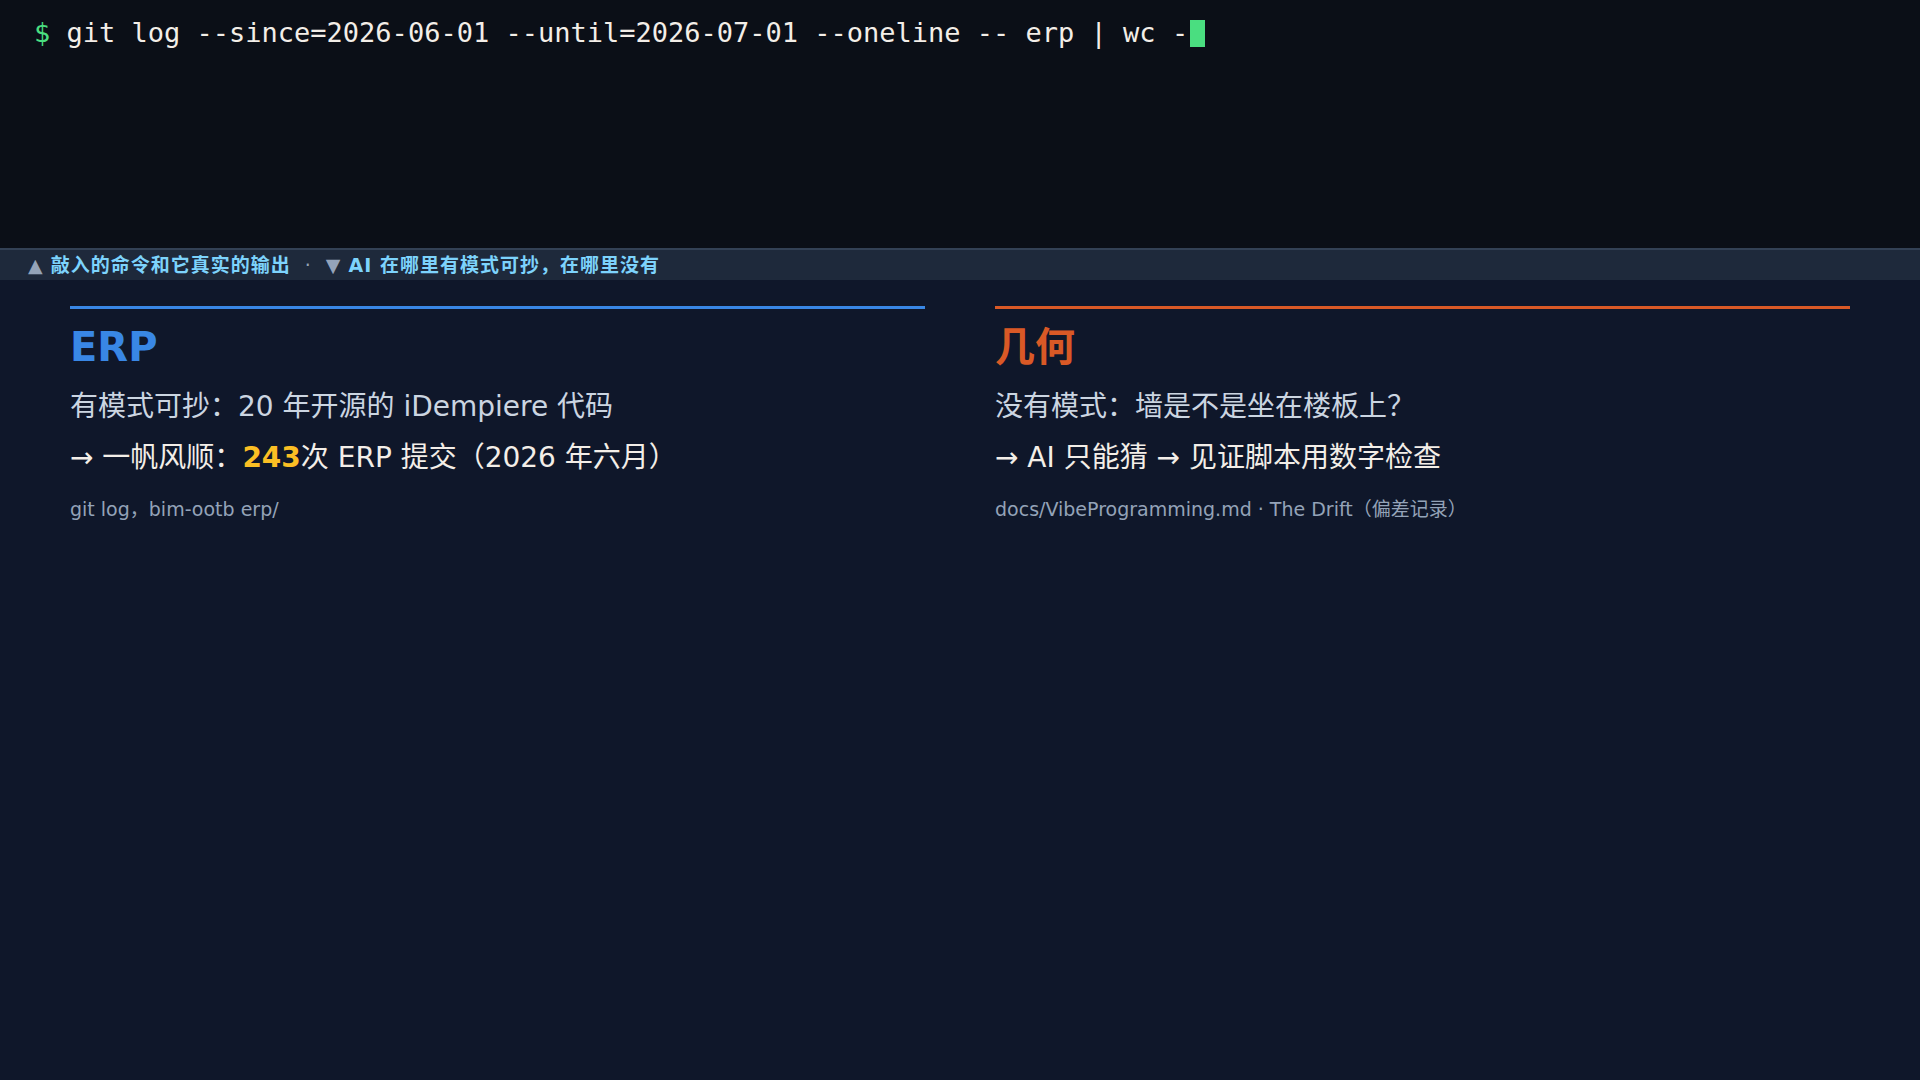 $ git log --since=2026-06-01 --until=2026-07-01 --oneline -- erp | wc -
▲ 敲入的命令和它真实的输出 · ▼ AI 在哪里有模式可抄，在哪里没有
ERP
有模式可抄：20 年开源的 iDempiere 代码
→ 一帆风顺：243次 ERP 提交（2026 年六月）
git log，bim-ootb erp/
几何
没有模式：墙是不是坐在楼板上？
→ AI 只能猜 → 见证脚本用数字检查
docs/VibeProgramming.md · The Drift（偏差记录）